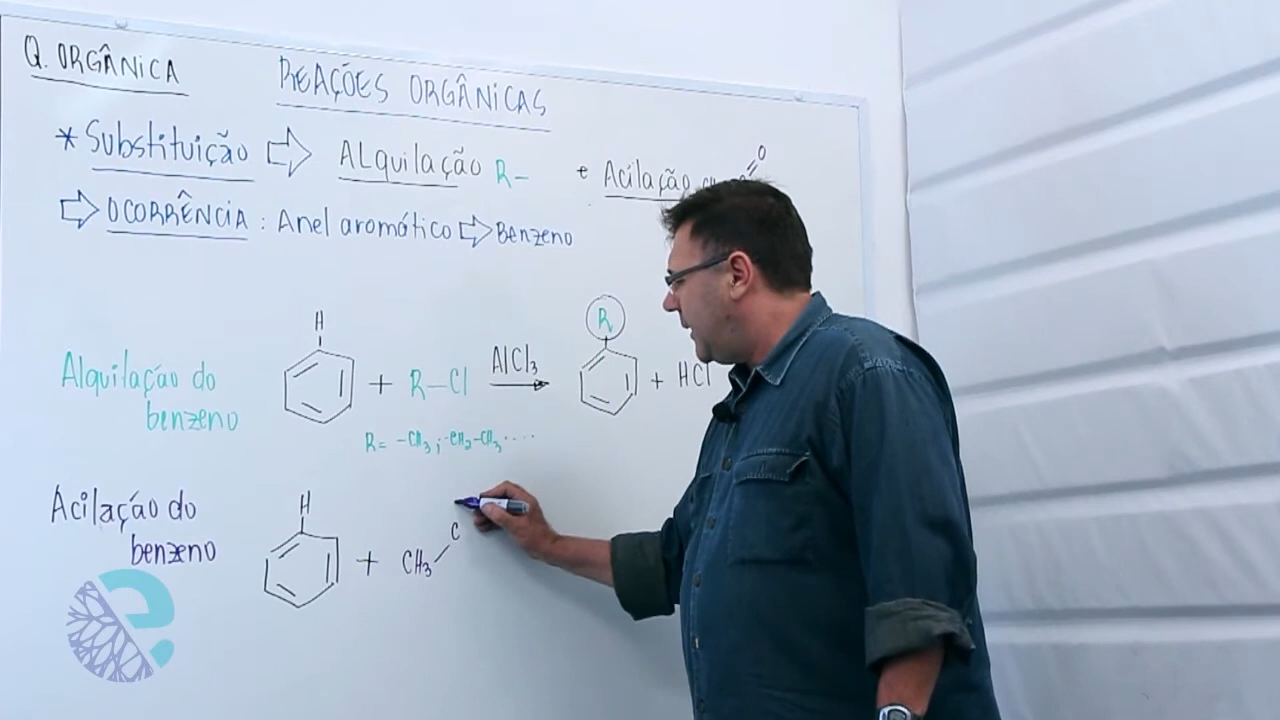 Q. ORGÂNICA
REAÇÕES ORGÂNICAS
* Substituição ⇨ ALquilação R– e Acilação
O
⇨ OCORRÊNCIA : Anel aromático ⇨ Benzeno
H
R
Alquilação do
benzeno
+ R–Cl AlCl₃ + HCl
R= –CH₃ ; –CH₂–CH₃ ....
Acilação do
benzeno
H
+ CH₃ C